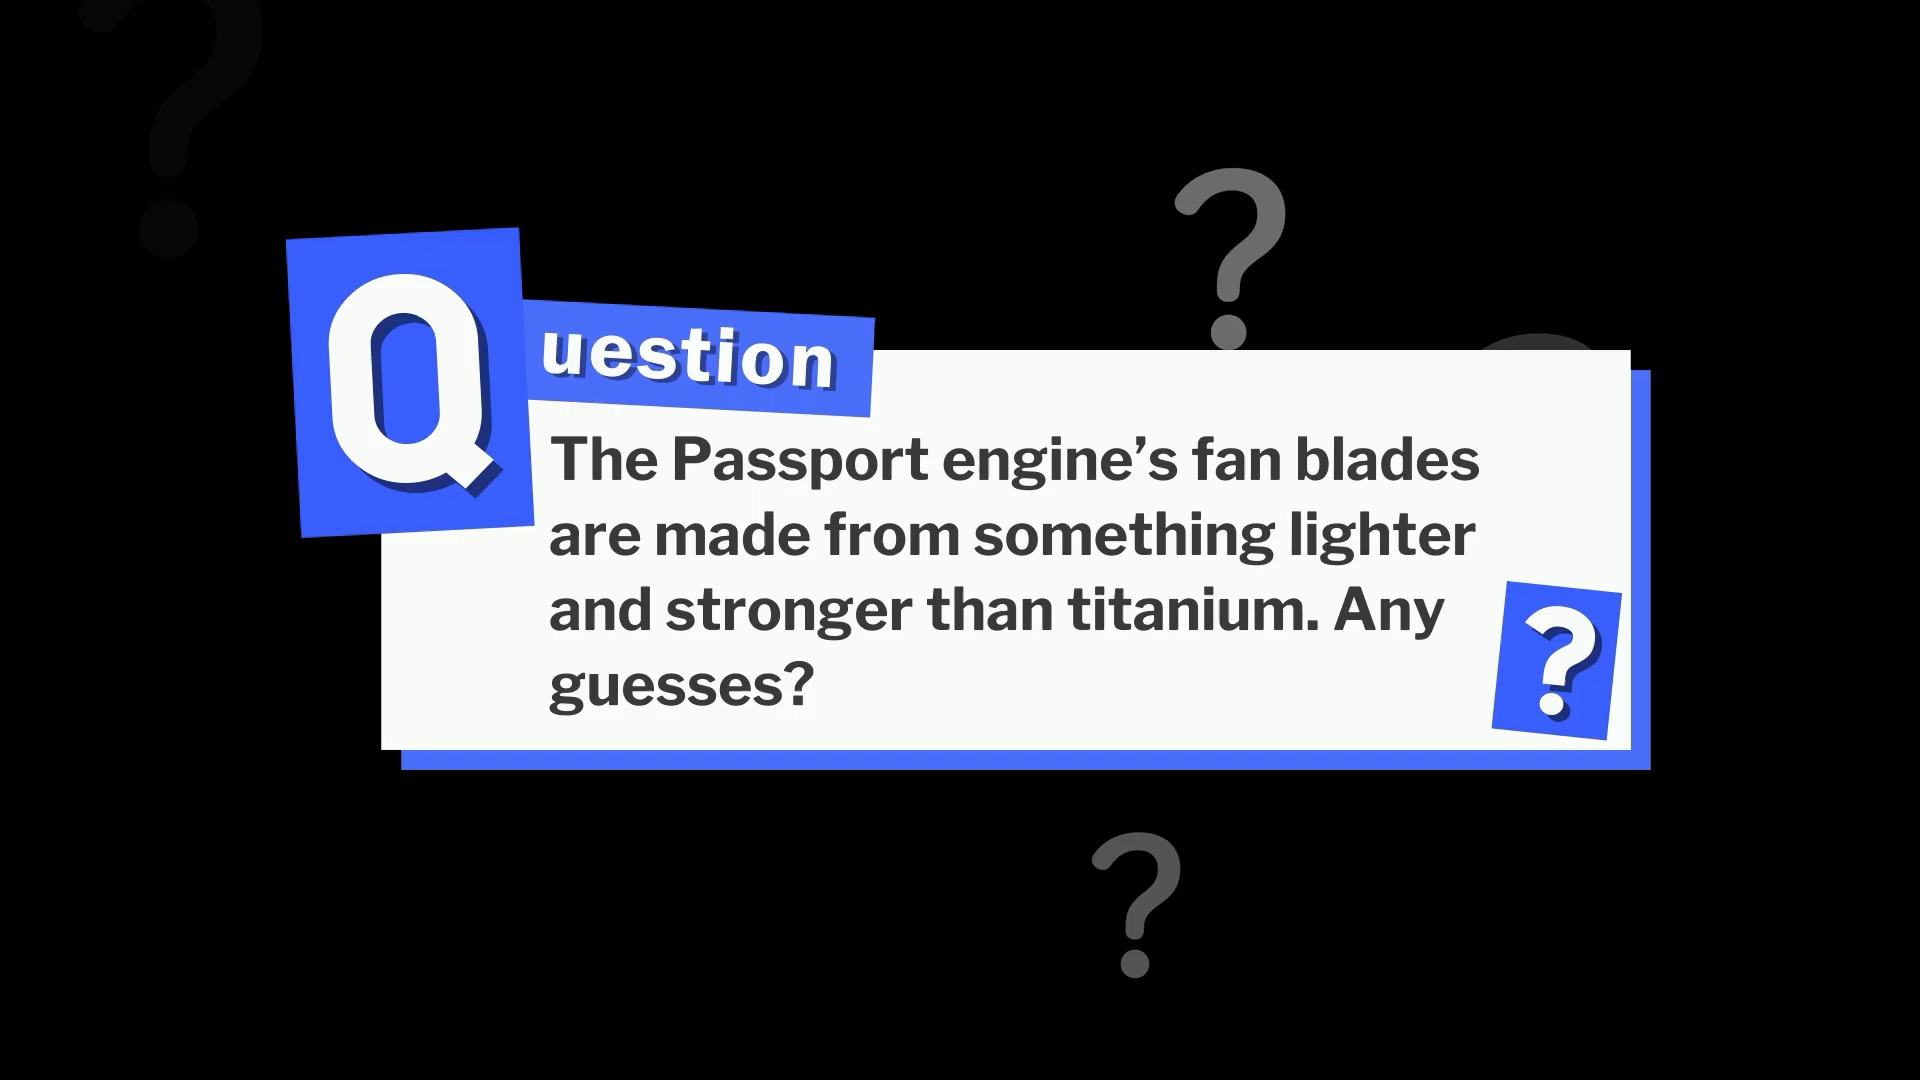 Question
The Passport engine’s fan blades
are made from something lighter
and stronger than titanium. Any
guesses?
?